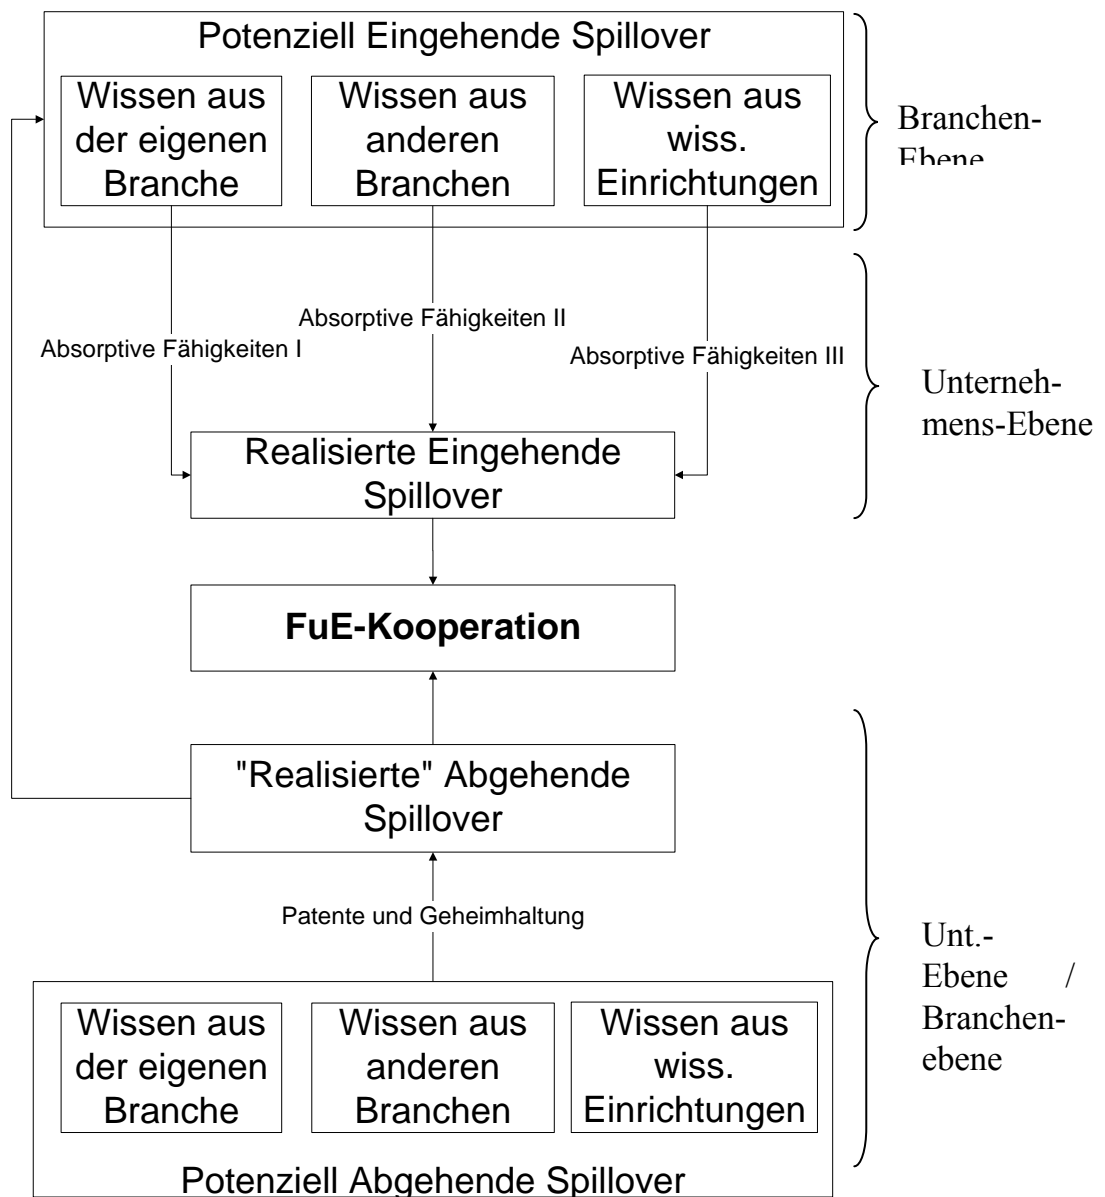 Potenziell Eingehende Spillover
Wissen aus
der eigenen
Branche
Wissen aus
anderen
Branchen
Wissen aus
wiss.
Einrichtungen
Branchen-
Ebene
Absorptive Fähigkeiten I
Absorptive Fähigkeiten II
Absorptive Fähigkeiten III
Unterneh-
mens-Ebene
Realisierte Eingehende
Spillover
FuE-Kooperation
"Realisierte" Abgehende
Spillover
Patente und Geheimhaltung
Unt.-
Ebene /
Branchen-
ebene
Wissen aus
der eigenen
Branche
Wissen aus
anderen
Branchen
Wissen aus
wiss.
Einrichtungen
Potenziell Abgehende Spillover